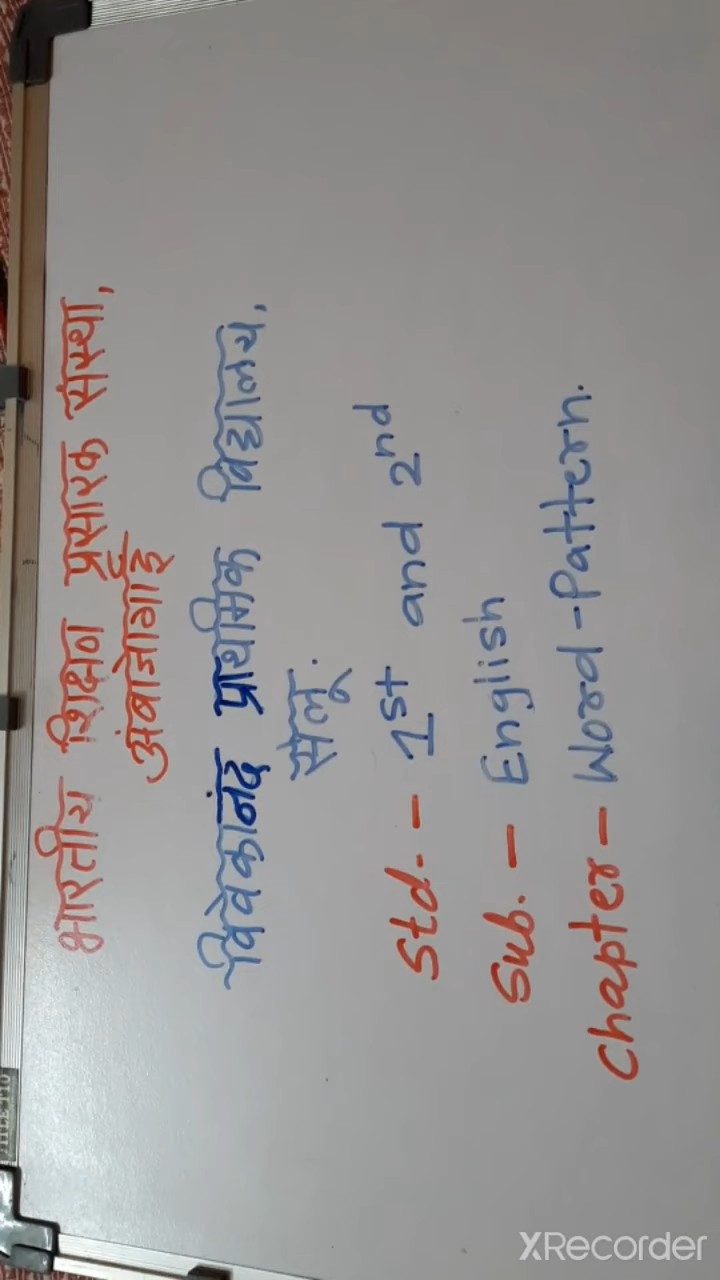 भारतीय शिक्षण प्रसारक संस्था,
अंबाजोगाई
विवेकानंद प्राथमिक विद्यालय,
सेलू.
Std. - 1st and 2nd
Sub. - English
Chapter - Word-Pattern.
XRecorder